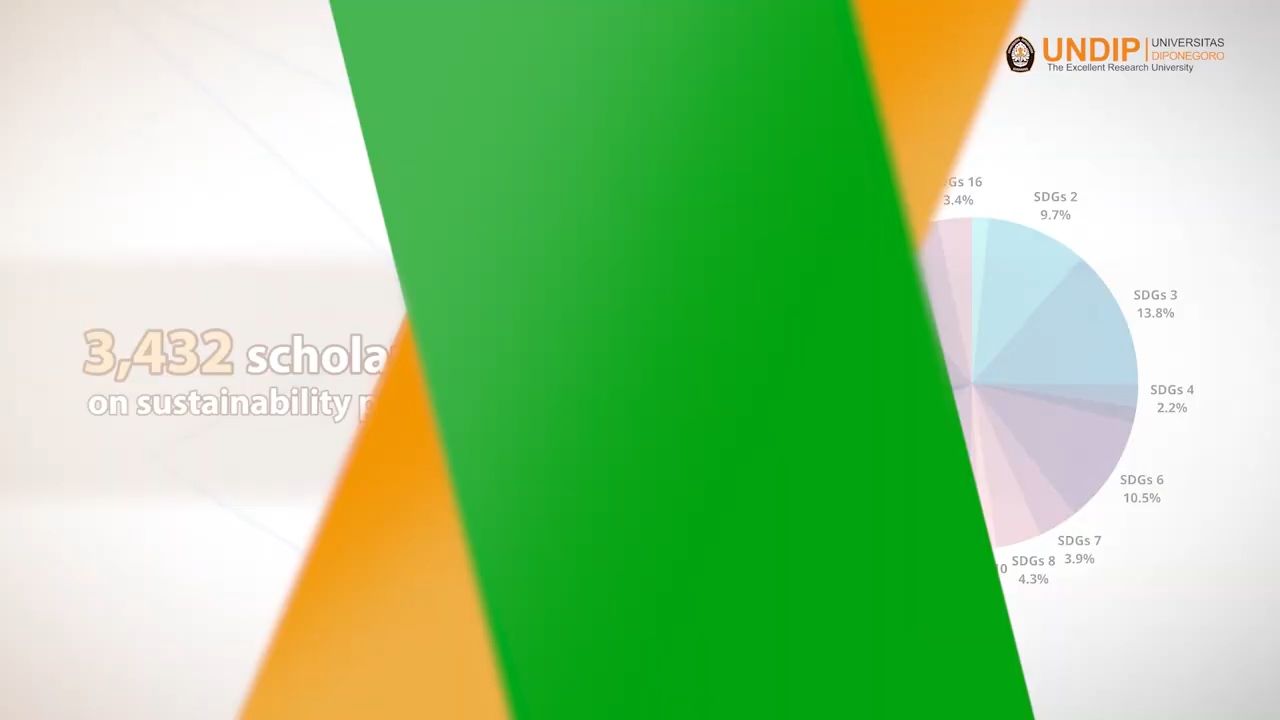 UNDIP
UNIVERSITAS
DIPONEGORO
The Excellent Research University
16
3.4%
SDGs 2
9.7%
SDGs 3
13.8%
3,432
on sustainability
SDGs 4
2.2%
SDGs 6
10.5%
SDGs 7
3.9%
SDGs 8
4.3%